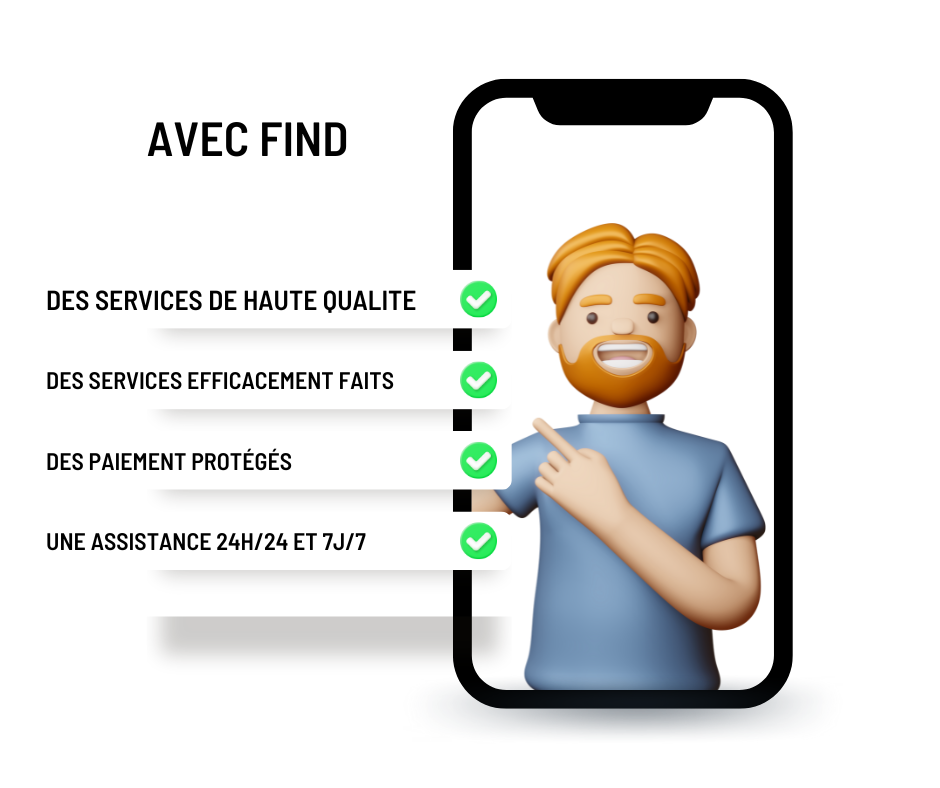 AVEC FIND
DES SERVICES DE HAUTE QUALITE
DES SERVICES EFFICACEMENT FAITS
DES PAIEMENT PROTÉGÉS
UNE ASSISTANCE 24H/24 ET 7J/7